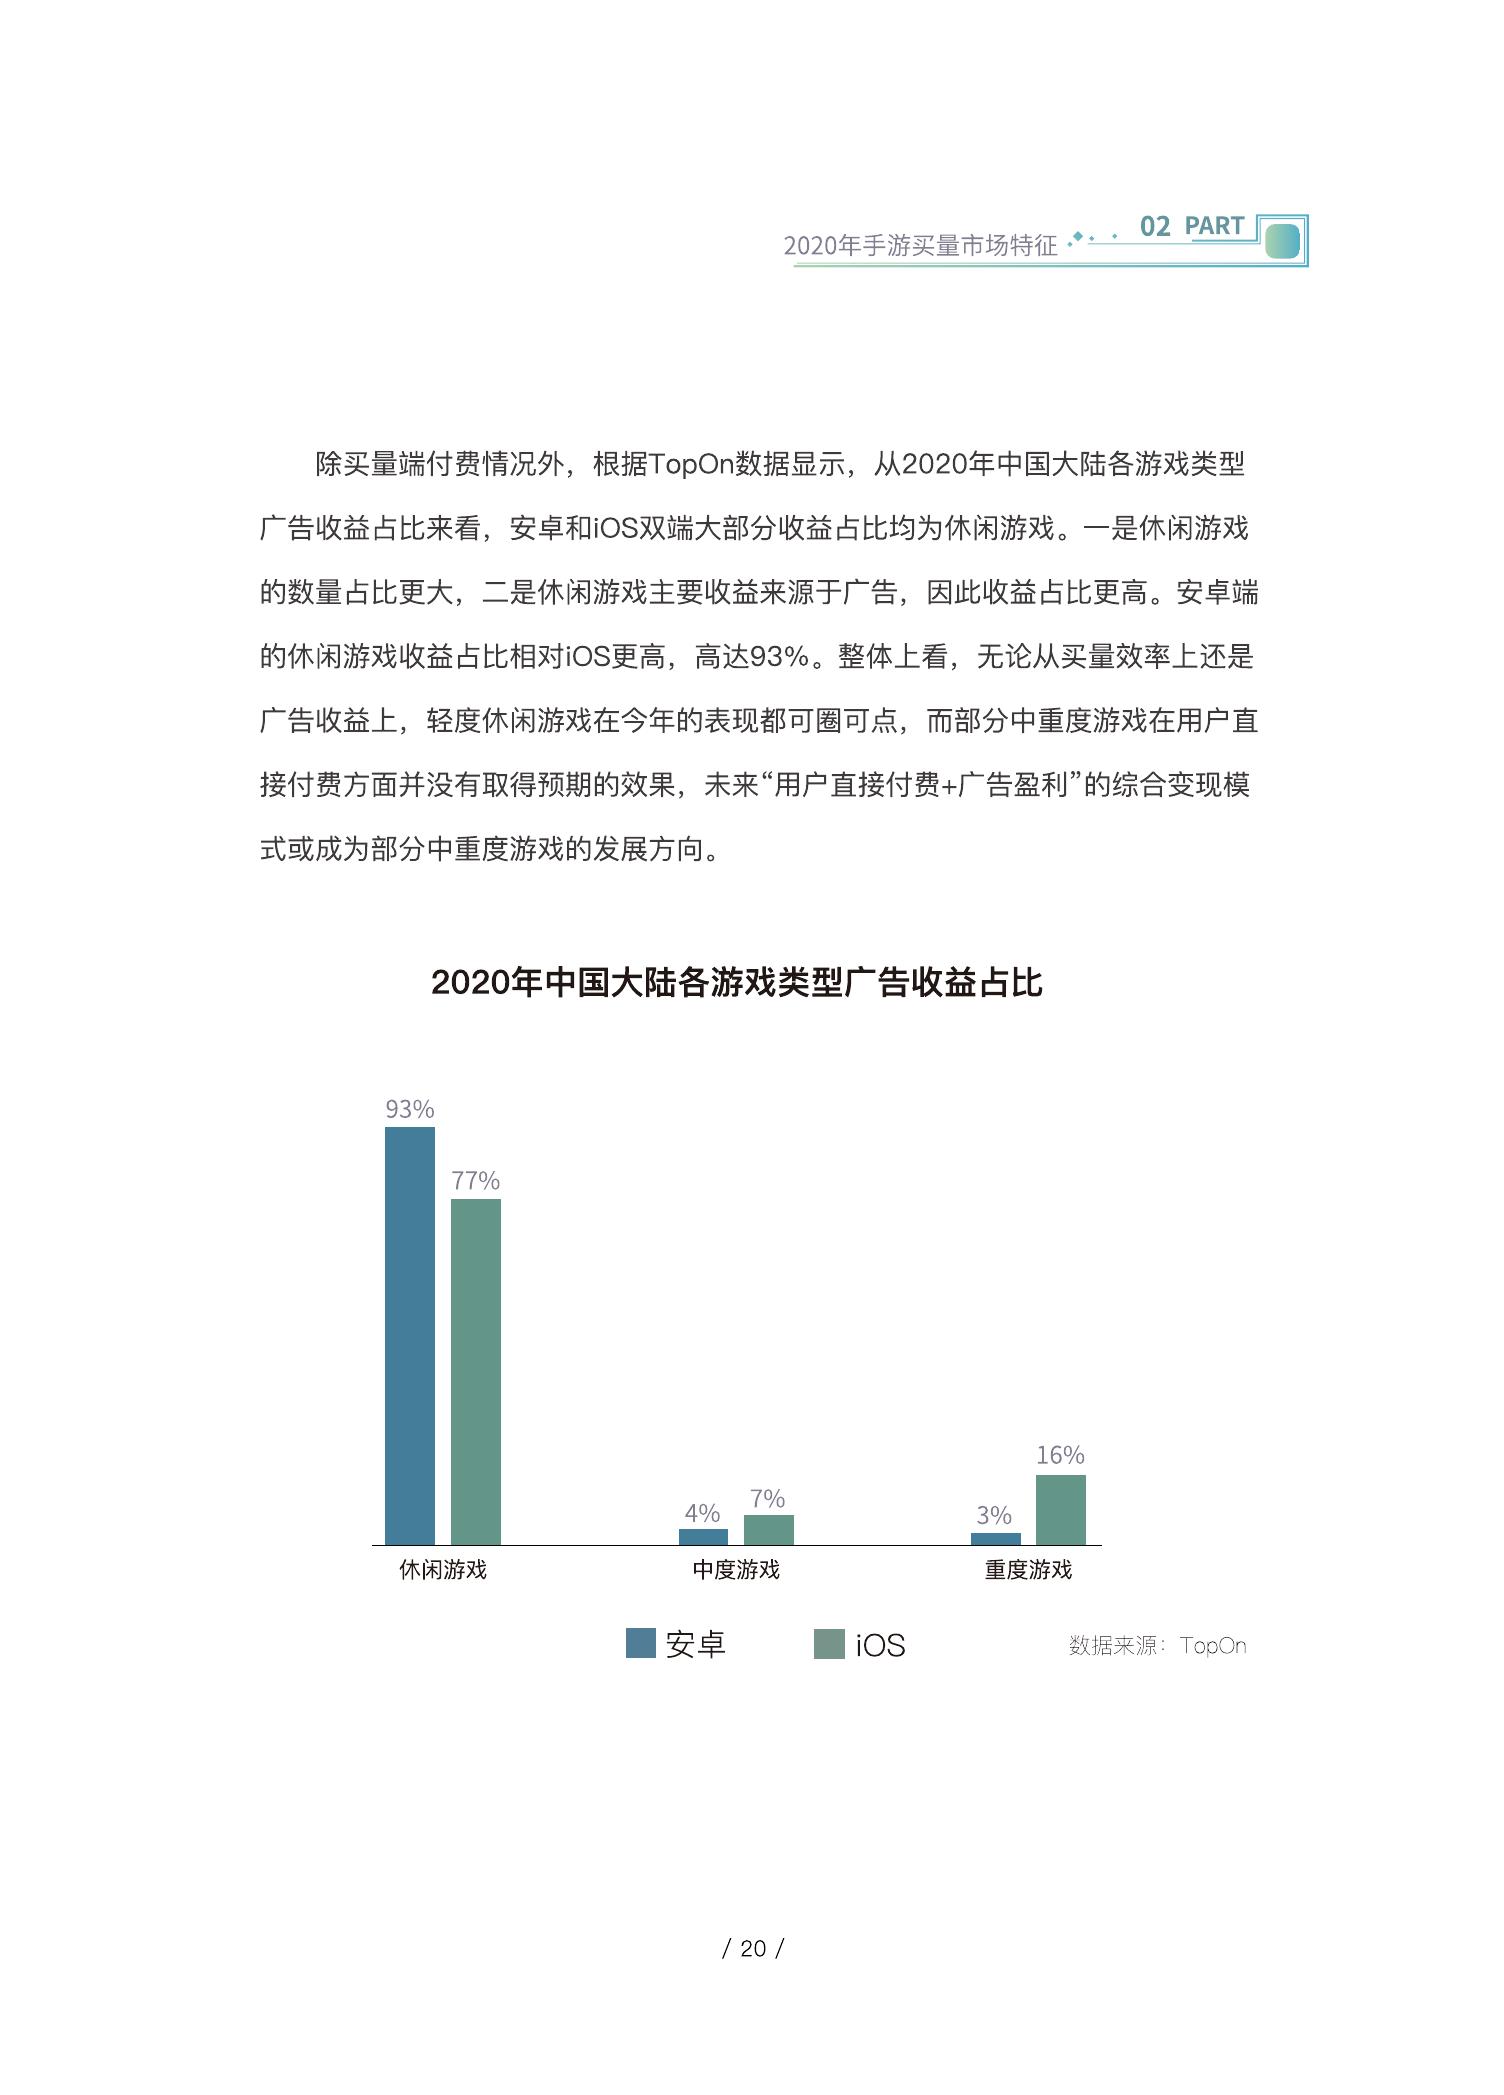 2020年手游买量市场特征 02 PART
除买量端付费情况外，根据TopOn数据显示，从2020年中国大陆各游戏类型
广告收益占比来看，安卓和iOS双端大部分收益占比均为休闲游戏。一是休闲游戏
的数量占比更大，二是休闲游戏主要收益来源于广告，因此收益占比更高。安卓端
的休闲游戏收益占比相对iOS更高，高达93%。整体上看，无论从买量效率上还是
广告收益上，轻度休闲游戏在今年的表现都可圈可点，而部分中重度游戏在用户直
接付费方面并没有取得预期的效果，未来“用户直接付费+广告盈利”的综合变现模
式或成为部分中重度游戏的发展方向。
2020年中国大陆各游戏类型广告收益占比
93%
77%
16%
7%
4%
3%
休闲游戏 中度游戏 重度游戏
安卓 iOS 数据来源：TopOn
/ 20 /